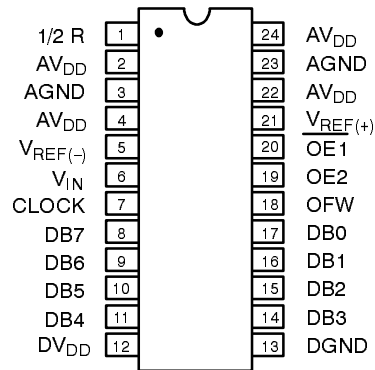 1/2 R 1 24 AVDD
AVDD 2 23 AGND
AGND 3 22 AVDD
AVDD 4 21 VREF(+)
VREF(–) 5 20 OE1
VIN 6 19 OE2
CLOCK 7 18 OFW
DB7 8 17 DB0
DB6 9 16 DB1
DB5 10 15 DB2
DB4 11 14 DB3
DVDD 12 13 DGND